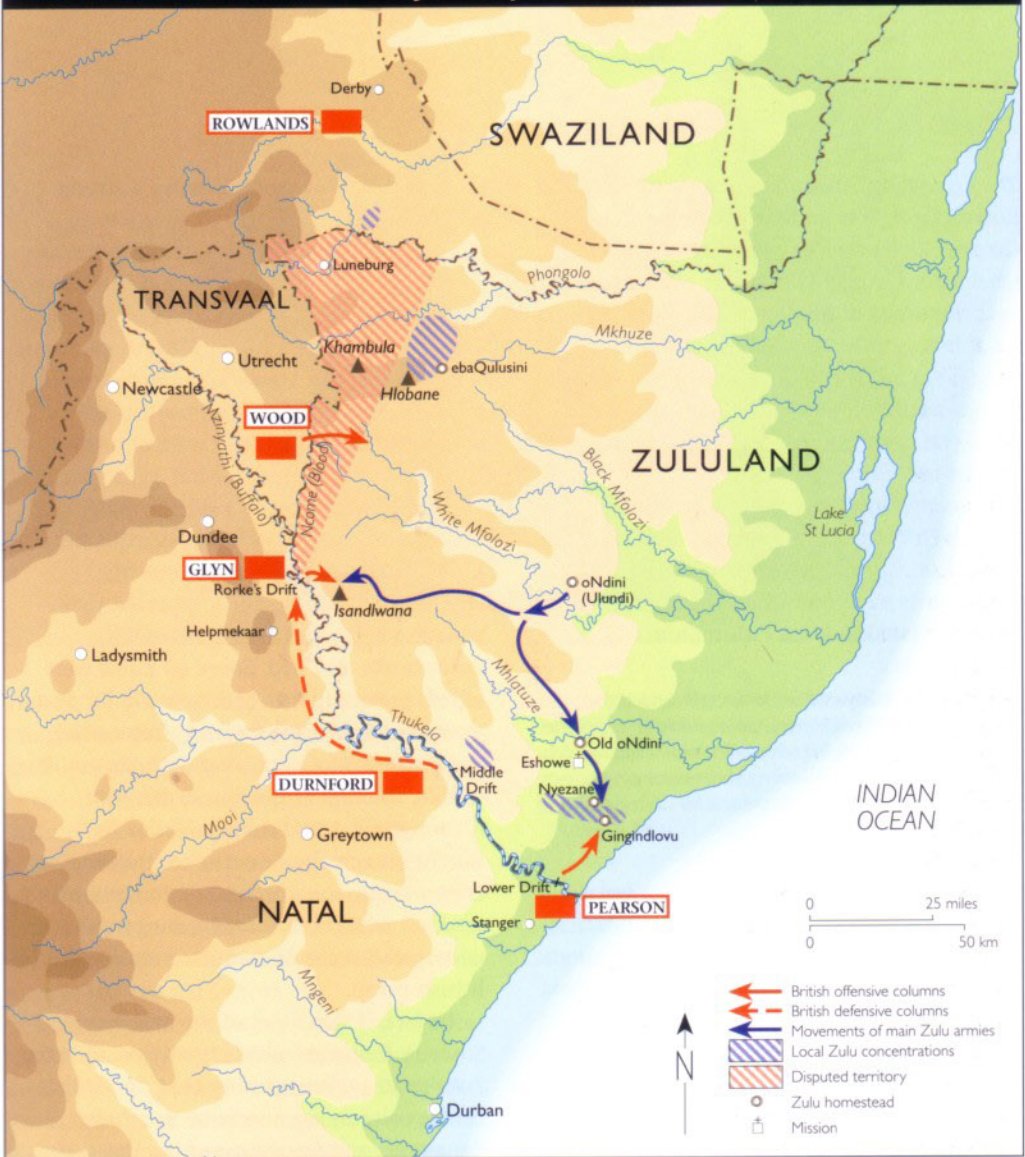 Derby
ROWLANDS
SWAZILAND
Luneburg
Phongolo
TRANSVAAL
Mkhuze
Khambula
Utrecht
ebaQulusini
Newcastle
Hlobane
WOOD
Mzinyathi (Buffalo)
Ncome (Blood)
Black Mfolozi
ZULULAND
White Mfolozi
Lake
St Lucia
Dundee
GLYN
Rorke's Drift
oNdini
(Ulundi)
Isandlwana
Helpmekaar
Ladysmith
Mhlatuze
Thukela
Old oNdini
Eshowe
Middle
Drift
DURNFORD
Nyezane
INDIAN
OCEAN
Mooi
Greytown
Gingindlovu
Lower Drift
NATAL
PEARSON
Stanger
0 25 miles
0 50 km
Mngeni
N
British offensive columns
British defensive columns
Movements of main Zulu armies
Local Zulu concentrations
Disputed territory
Zulu homestead
Mission
Durban